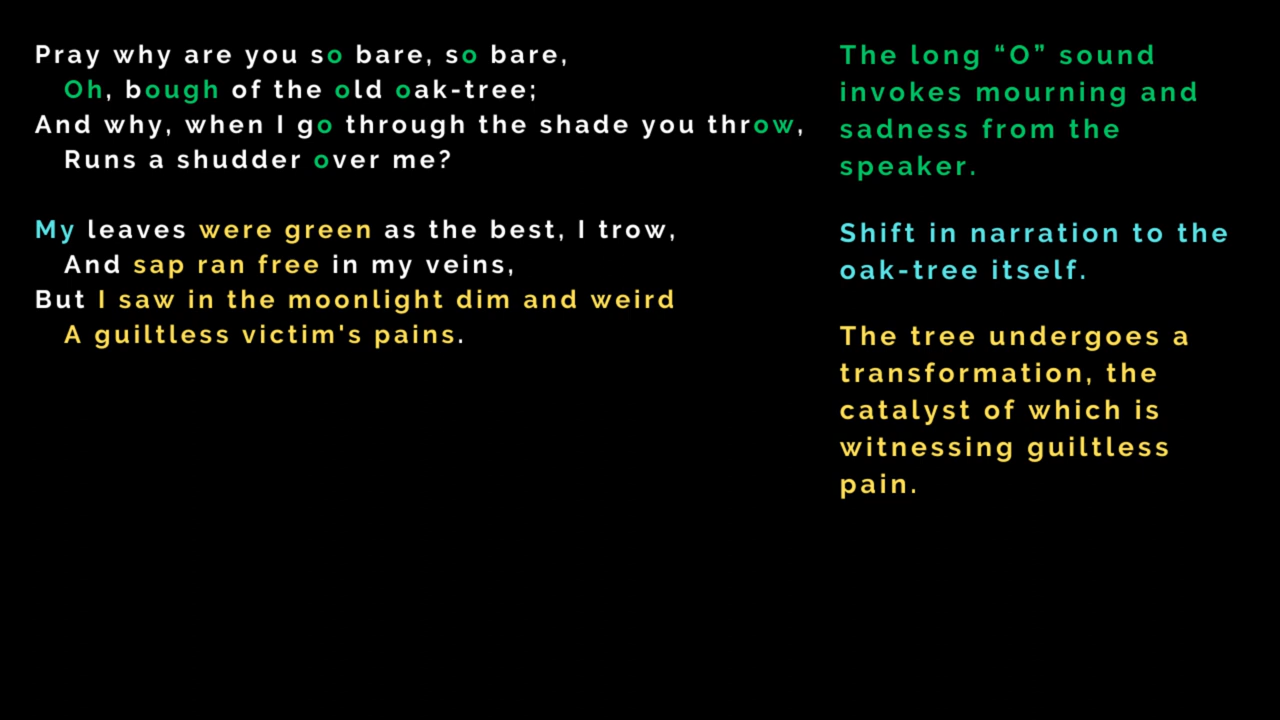 Pray why are you so bare, so bare,
Oh, bough of the old oak-tree;
And why, when I go through the shade you throw,
Runs a shudder over me?
My leaves were green as the best, I trow,
And sap ran free in my veins,
But I saw in the moonlight dim and weird
A guiltless victim's pains.
The long “O” sound
invokes mourning and
sadness from the
speaker.
Shift in narration to the
oak-tree itself.
The tree undergoes a
transformation, the
catalyst of which is
witnessing guiltless
pain.